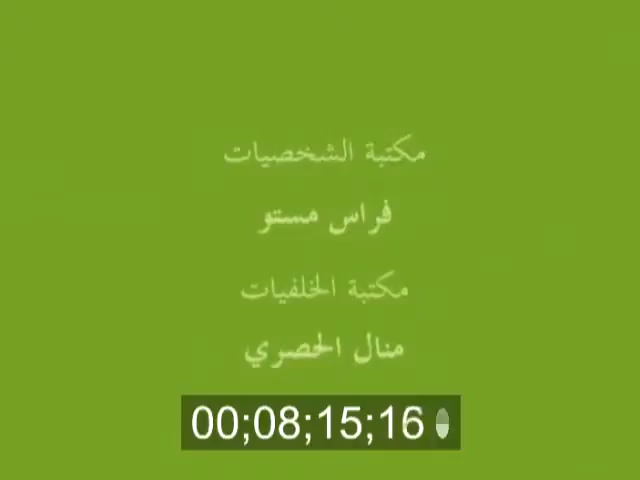 مكتبة الشخصيات
فراس مستو
مكتبة الخلفيات
منال الحصري
00;08;15;16